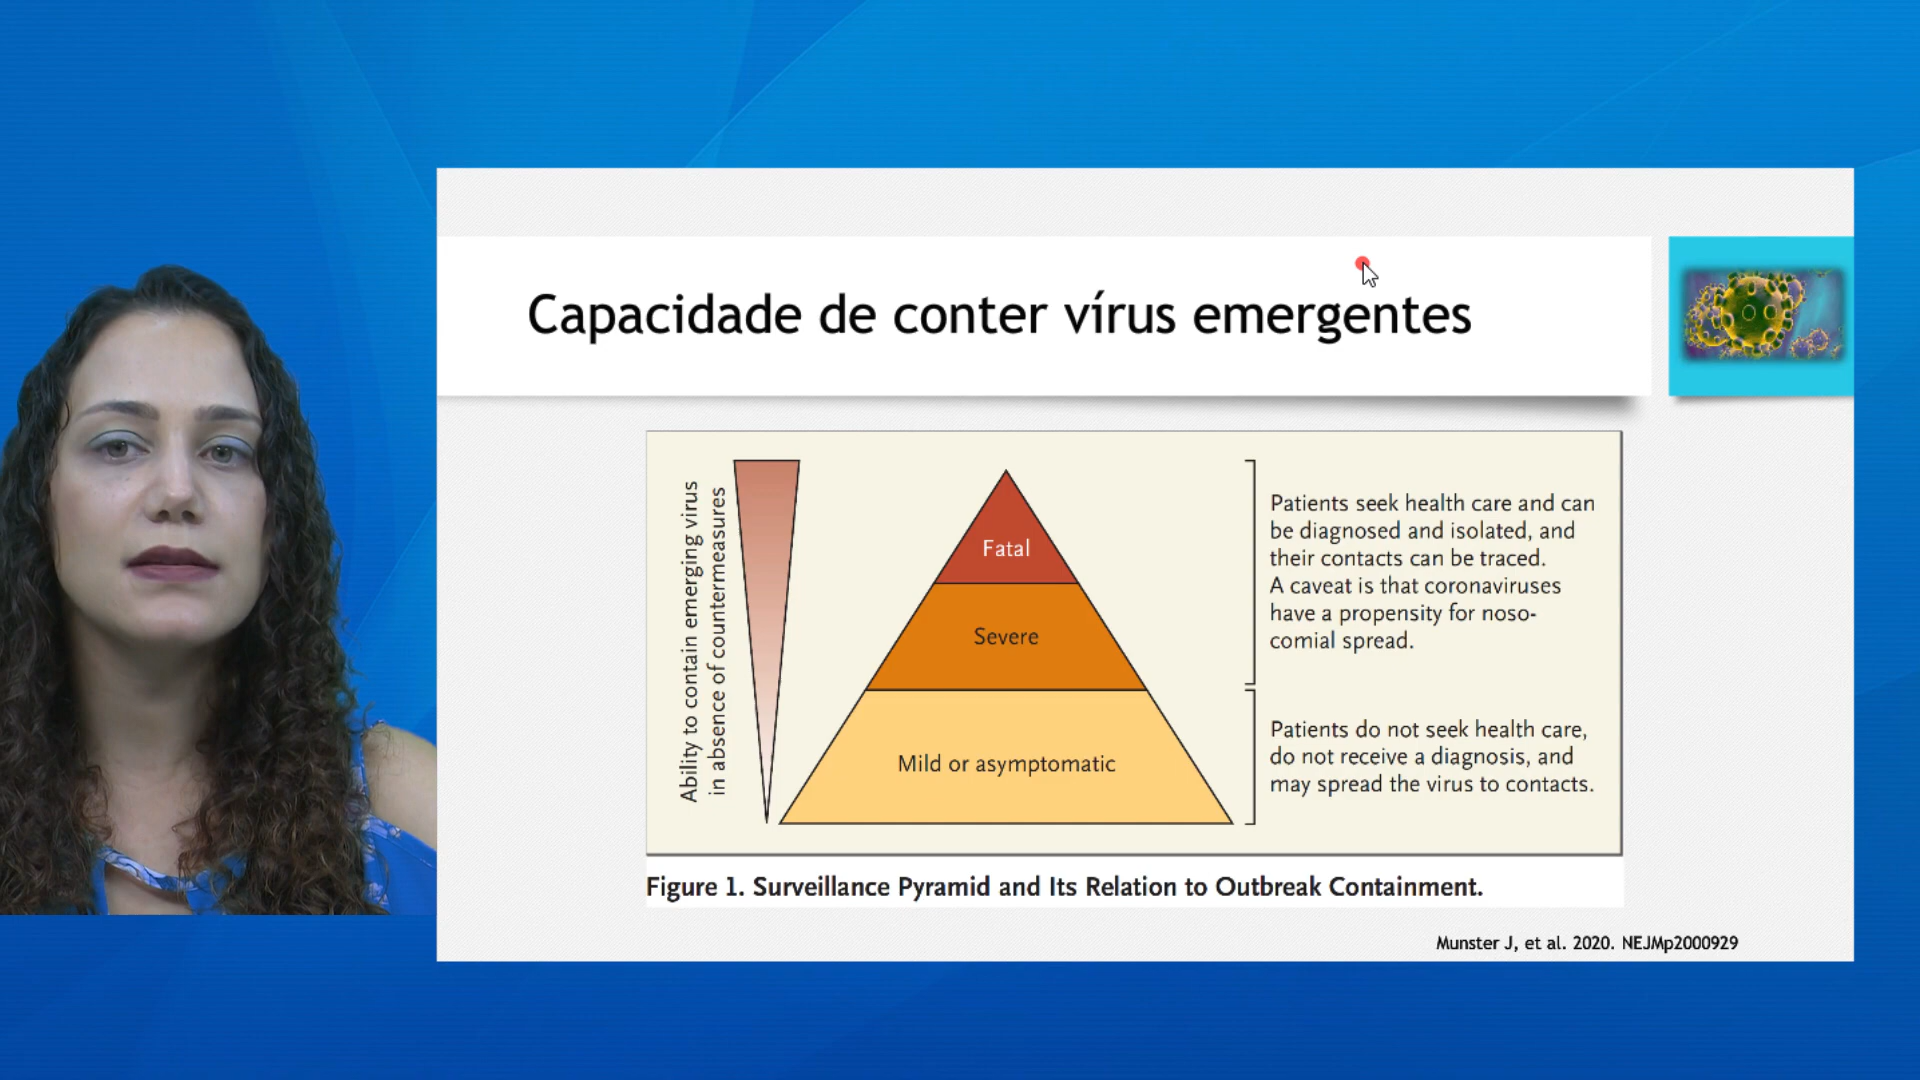 Capacidade de conter vírus emergentes
Ability to contain emerging virus
in absence of countermeasures
Fatal
Severe
Mild or asymptomatic
Patients seek health care and can
be diagnosed and isolated, and
their contacts can be traced.
A caveat is that coronaviruses
have a propensity for noso-
comial spread.
Patients do not seek health care,
do not receive a diagnosis, and
may spread the virus to contacts.
Figure 1. Surveillance Pyramid and Its Relation to Outbreak Containment.
Munster J, et al. 2020. NEJMp2000929